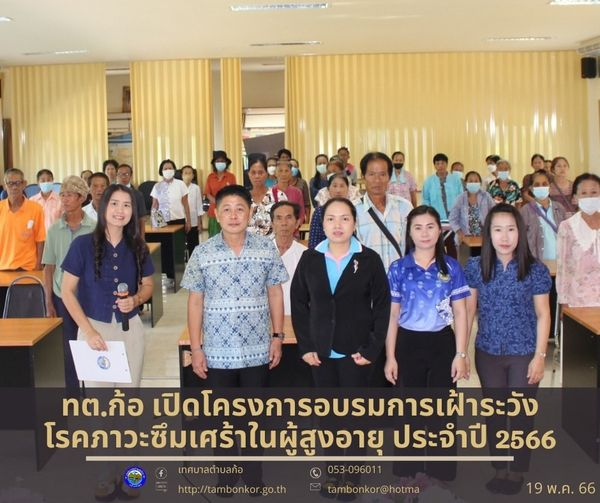 ทต.ก้อ เปิดโครงการอบรมการเฝ้าระวัง
โรคภาวะซึมเศร้าในผู้สูงอายุ ประจำปี 2566
เทศบาลตำบลก้อ
053-096011
http://tambonkor.go.th
tambonkor@hotma
19 พ.ค. 66